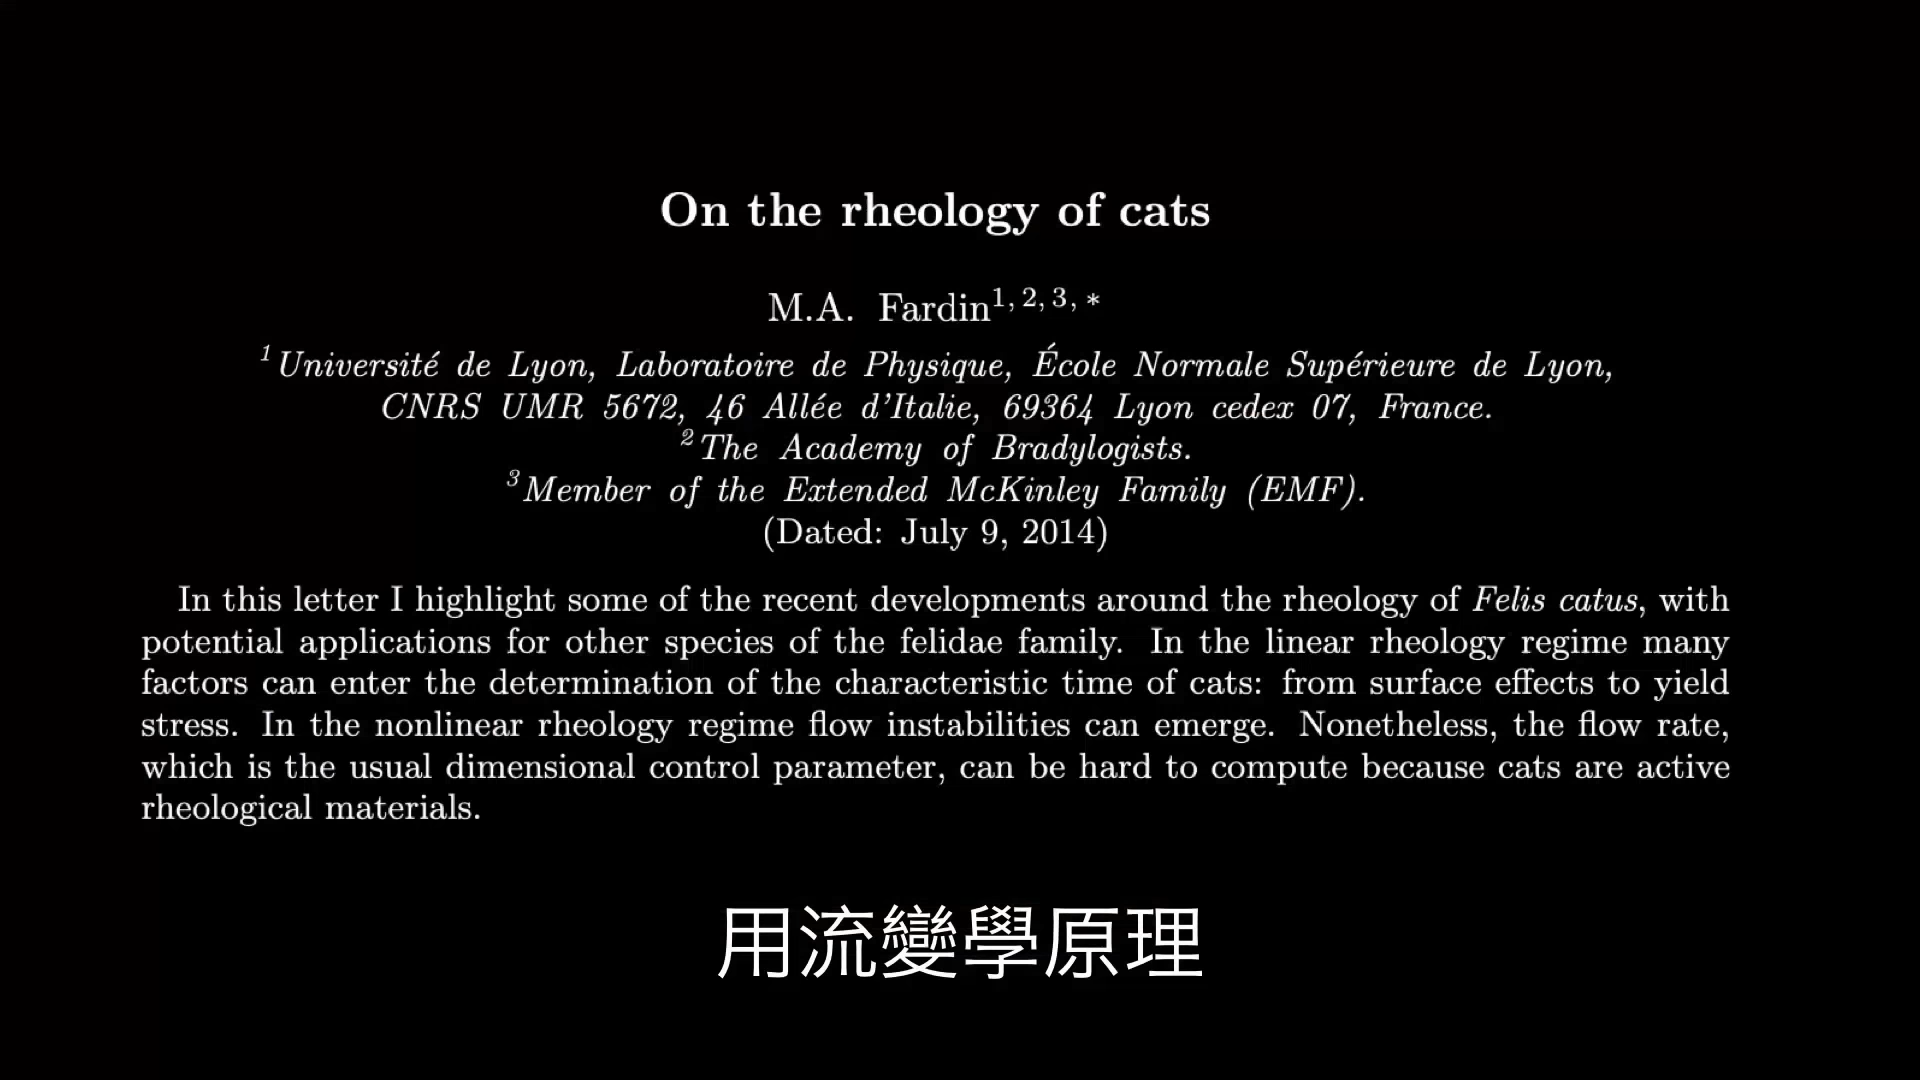 On the rheology of cats
M.A. Fardin1, 2, 3, *
1Université de Lyon, Laboratoire de Physique, École Normale Supérieure de Lyon,
CNRS UMR 5672, 46 Allée d'Italie, 69364 Lyon cedex 07, France.
2The Academy of Bradylogists.
3Member of the Extended McKinley Family (EMF).
(Dated: July 9, 2014)
In this letter I highlight some of the recent developments around the rheology of Felis catus, with
potential applications for other species of the felidae family. In the linear rheology regime many
factors can enter the determination of the characteristic time of cats: from surface effects to yield
stress. In the nonlinear rheology regime flow instabilities can emerge. Nonetheless, the flow rate,
which is the usual dimensional control parameter, can be hard to compute because cats are active
rheological materials.
用流變學原理